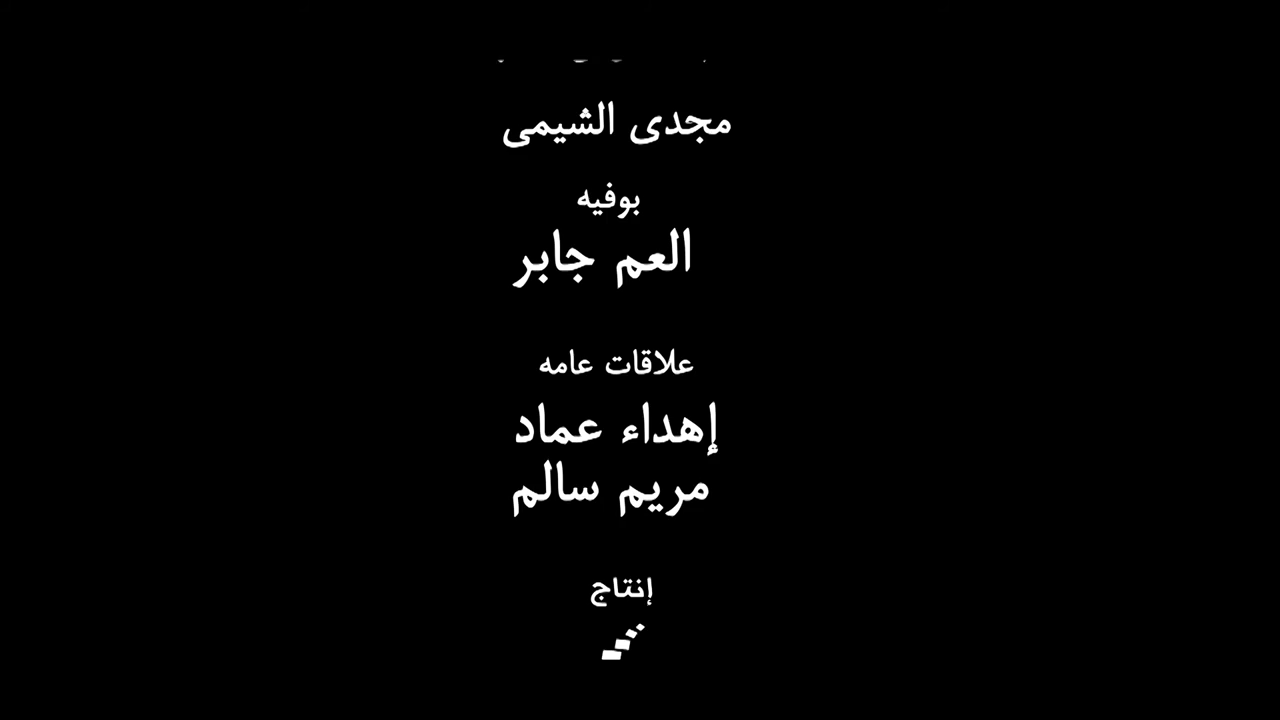 مجدى الشيمى
بوفيه
العم جابر
علاقات عامه
إهداء عماد
مريم سالم
إنتاج